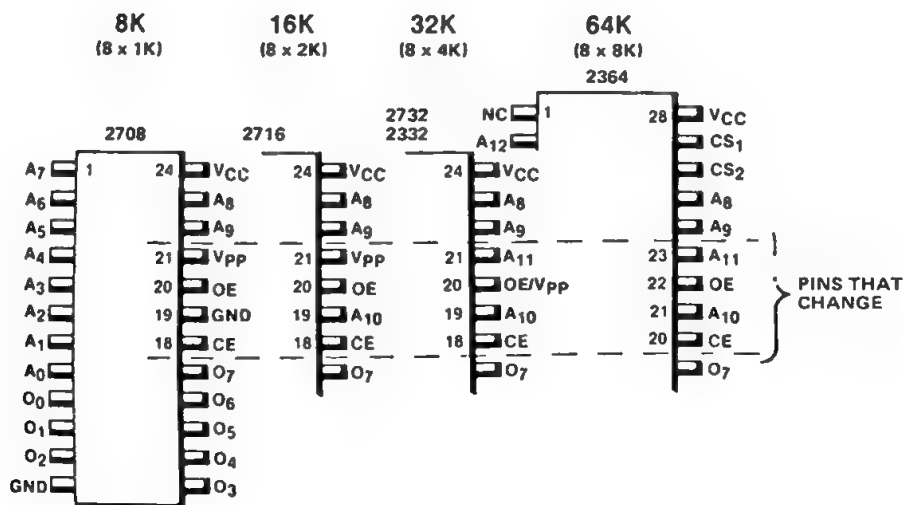 8K 16K 32K 64K
(8 x 1K) (8 x 2K) (8 x 4K) (8 x 8K)
2364
NC 1 28 VCC
2732
A12 CS1
2708 2716 2332
A7 1 24 VCC 24 VCC 24 VCC CS2
A6 A8 A8 A8 A8
A5 A9 A9 A9 A9
A4 21 VPP 21 VPP 21 A11 23 A11
A3 20 OE 20 OE 20 OE/VPP 22 OE
PINS THAT
A2 19 GND 19 A10 19 A10 21 A10
CHANGE
A1 18 CE 18 CE 18 CE 20 CE
A0 O7 O7 O7 O7
O0 O6
O1 O5
O2 O4
GND O3